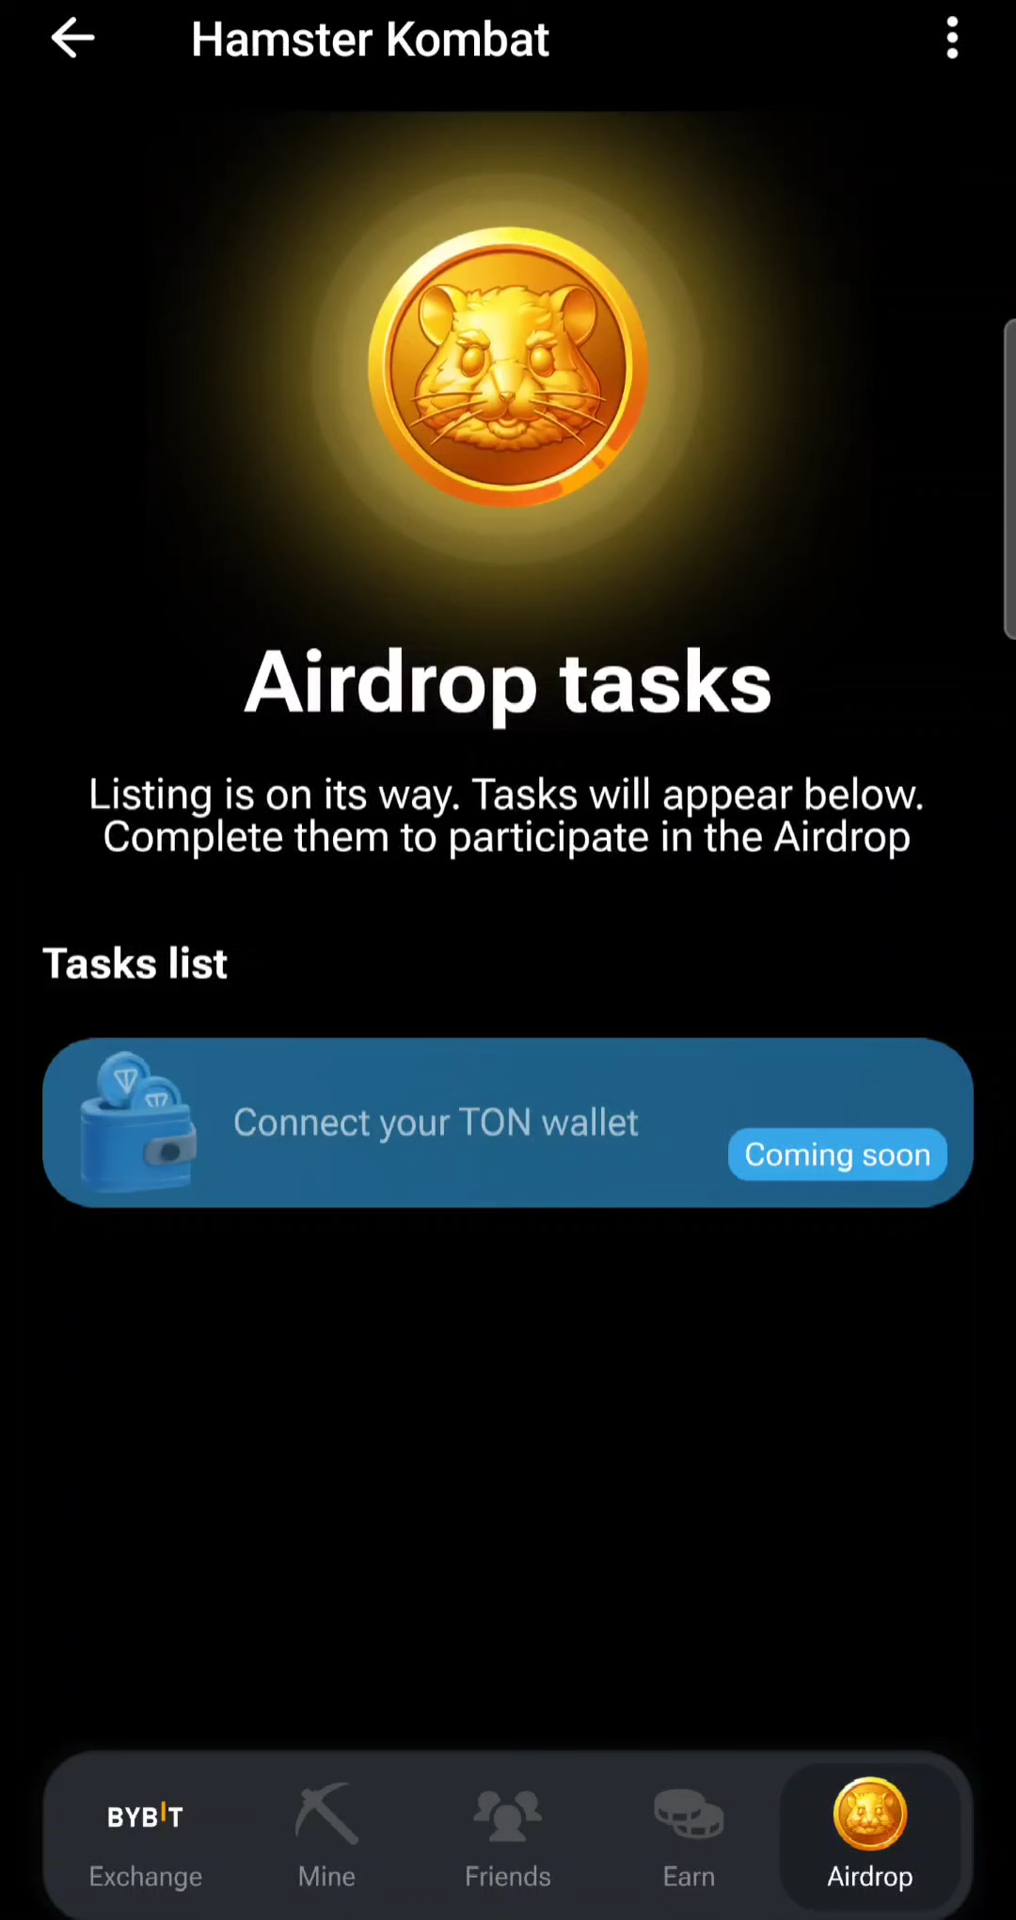 Hamster Kombat
Airdrop tasks
Listing is on its way. Tasks will appear below.
Complete them to participate in the Airdrop
Tasks list
Connect your TON wallet
Coming soon
BYBIT
Exchange
Mine
Friends
Earn
Airdrop